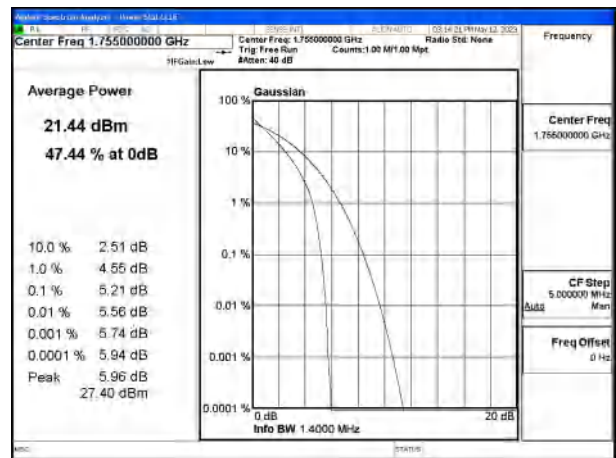 Center Freq 1.755000000 GHz
#IFGain:Low
Center Freq: 1.755000000 GHz
Trig: Free Run
Counts:1.00 M/1.00 Mpt
#Atten: 40 dB
Radio Std: None
Frequency
Average Power
21.44 dBm
47.44 % at 0dB
10.0 % 2.51 dB
1.0 % 4.55 dB
0.1 % 5.21 dB
0.01 % 5.56 dB
0.001 % 5.74 dB
0.0001 % 5.94 dB
Peak 5.96 dB
27.40 dBm
Gaussian
100 %
10 %
1 %
0.1 %
0.01 %
0.001 %
0.0001 %
0 dB
20 dB
Info BW 1.4000 MHz
Center Freq
1.755000000 GHz
CF Step
5.000000 MHz
Auto Man
Freq Offset
0 Hz
MSG
STATUS